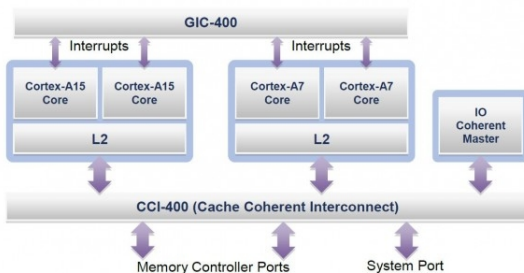 GIC-400
Interrupts
Interrupts
Cortex-A15
Core
Cortex-A15
Core
Cortex-A7
Core
Cortex-A7
Core
L2
L2
IO
Coherent
Master
CCI-400 (Cache Coherent Interconnect)
Memory Controller Ports
System Port